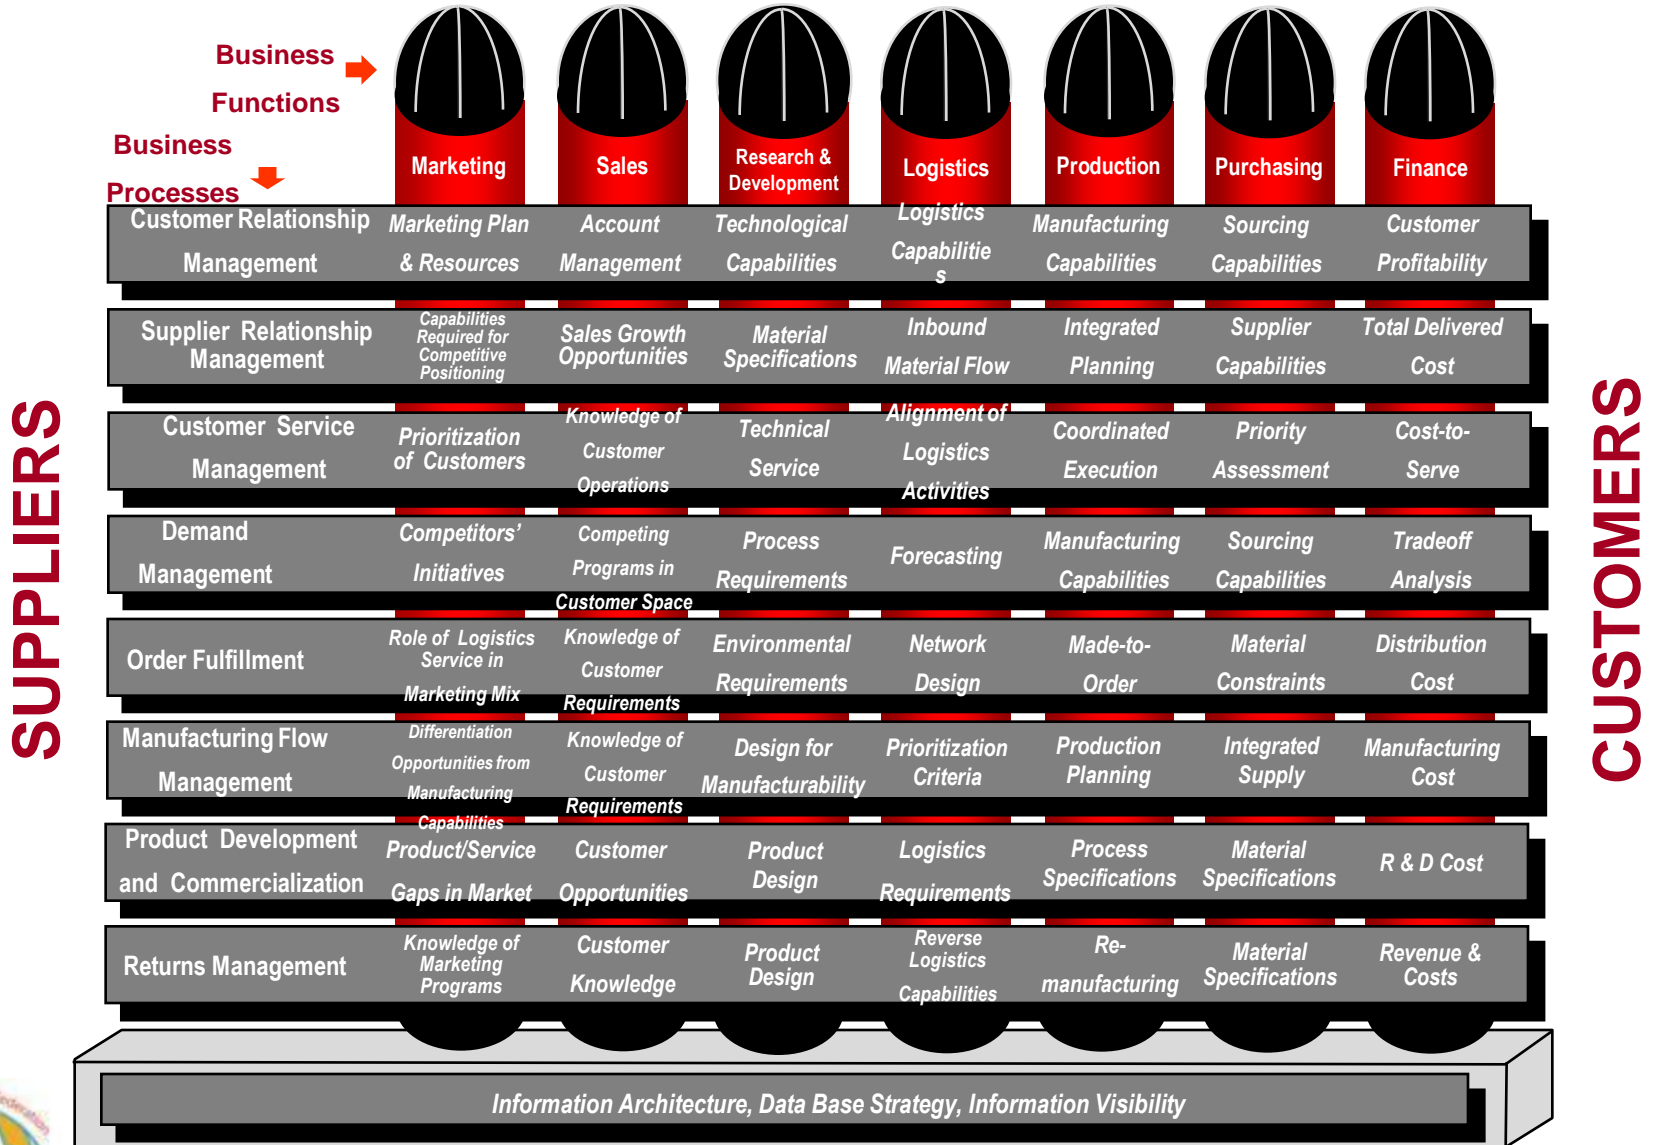 Business
Functions
Business
Processes
Marketing
Sales
Research &
Development
Logistics
Production
Purchasing
Finance
SUPPLIERS
CUSTOMERS
Customer Relationship
Management
Marketing Plan
& Resources
Account
Management
Technological
Capabilities
Logistics
Capabilitie
s
Manufacturing
Capabilities
Sourcing
Capabilities
Customer
Profitability
Supplier Relationship
Management
Capabilities
Required for
Competitive
Positioning
Sales Growth
Opportunities
Material
Specifications
Inbound
Material Flow
Integrated
Planning
Supplier
Capabilities
Total Delivered
Cost
Customer Service
Management
Prioritization
of Customers
Knowledge of
Customer
Operations
Technical
Service
Alignment of
Logistics
Activities
Coordinated
Execution
Priority
Assessment
Cost-to-
Serve
Demand
Management
Competitors’
Initiatives
Competing
Programs in
Customer Space
Process
Requirements
Forecasting
Manufacturing
Capabilities
Sourcing
Capabilities
Tradeoff
Analysis
Order Fulfillment
Role of Logistics
Service in
Marketing Mix
Knowledge of
Customer
Requirements
Environmental
Requirements
Network
Design
Made-to-
Order
Material
Constraints
Distribution
Cost
Manufacturing Flow
Management
Differentiation
Opportunities from
Manufacturing
Capabilities
Knowledge of
Customer
Requirements
Design for
Manufacturability
Prioritization
Criteria
Production
Planning
Integrated
Supply
Manufacturing
Cost
Product Development
and Commercialization
Product/Service
Gaps in Market
Customer
Opportunities
Product
Design
Logistics
Requirements
Process
Specifications
Material
Specifications
R & D Cost
Returns Management
Knowledge of
Marketing
Programs
Customer
Knowledge
Product
Design
Reverse
Logistics
Capabilities
Re-
manufacturing
Material
Specifications
Revenue &
Costs
Information Architecture, Data Base Strategy, Information Visibility